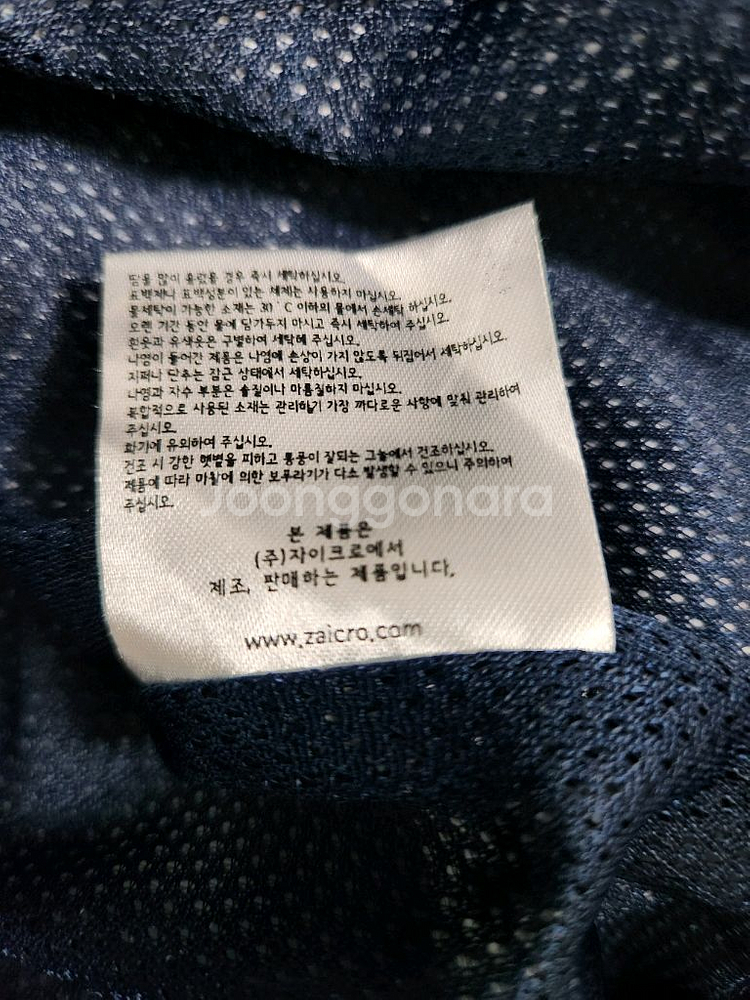 땀을 많이 흘렸을 경우 즉시 세탁하십시오.
표백제나 표백성분이 있는 세제는 사용하지 마십시오.
물세탁이 가능한 소재는 30˚C 이하의 물에서 손세탁 하십시오.
오랜 기간 동안 물에 담가두지 마시고 즉시 세탁하여 주십시오.
흰옷과 유색옷은 구별하여 세탁해 주십시오.
나염이 들어간 제품은 나염에 손상이 가지 않도록 뒤집어서 세탁하십시오.
지퍼나 단추는 잠근 상태에서 세탁하십시오.
나염과 자수 부분은 솔질이나 마름질하지 마십시오.
복합적으로 사용된 소재는 관리하기 가장 까다로운 사항에 맞춰 관리하여
주십시오.
화기에 유의하여 주십시오.
건조 시 강한 햇볕을 피하고 통풍이 잘되는 그늘에서 건조하십시오.
제품에 따라 마찰에 의한 보푸라기가 다소 발생할 수 있으니 주의하여
주십시오.
Joonggonara
본 제품은
(주)자이크로에서
제조, 판매하는 제품입니다.
www.zaicro.com